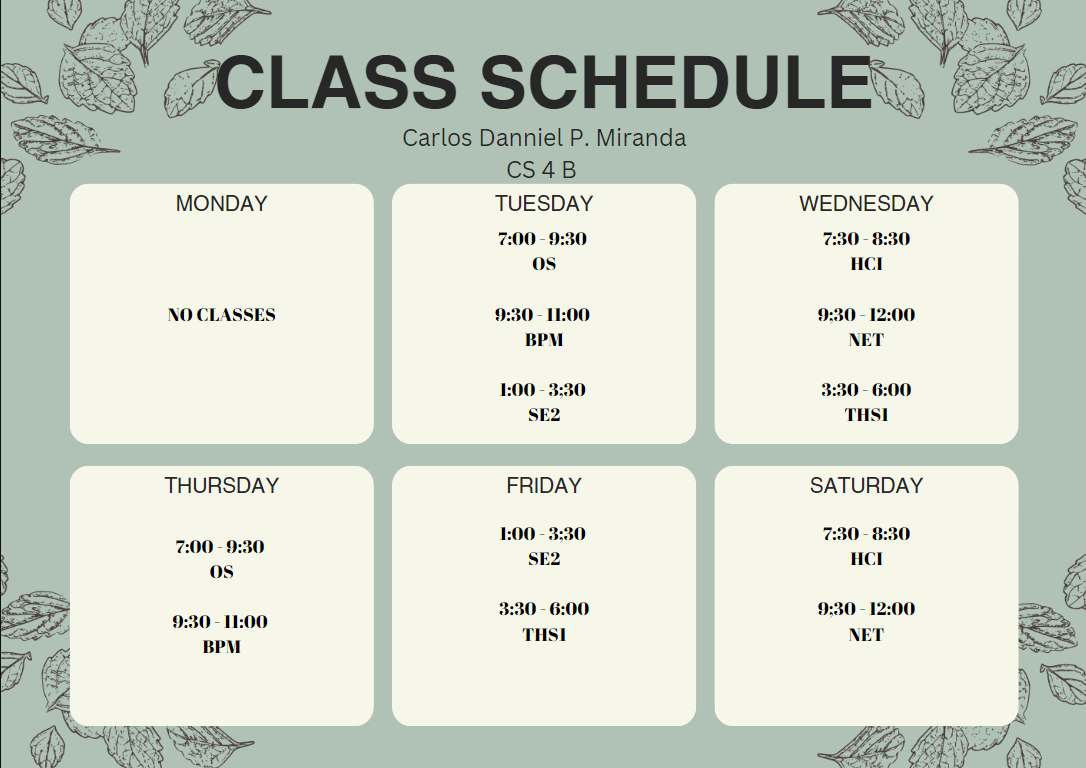 CLASS SCHEDULE
Carlos Danniel P. Miranda
CS 4 B
MONDAY
NO CLASSES
TUESDAY
7:00 - 9:30
OS
9:30 - 11:00
BPM
1:00 - 3;30
SE2
WEDNESDAY
7:30 - 8:30
HCI
9;30 - 12:00
NET
3:30 - 6:00
THS1
THURSDAY
7:00 - 9:30
OS
9:30 - 11:00
BPM
FRIDAY
1:00 - 3;30
SE2
3:30 - 6:00
THS1
SATURDAY
7:30 - 8:30
HCI
9;30 - 12:00
NET